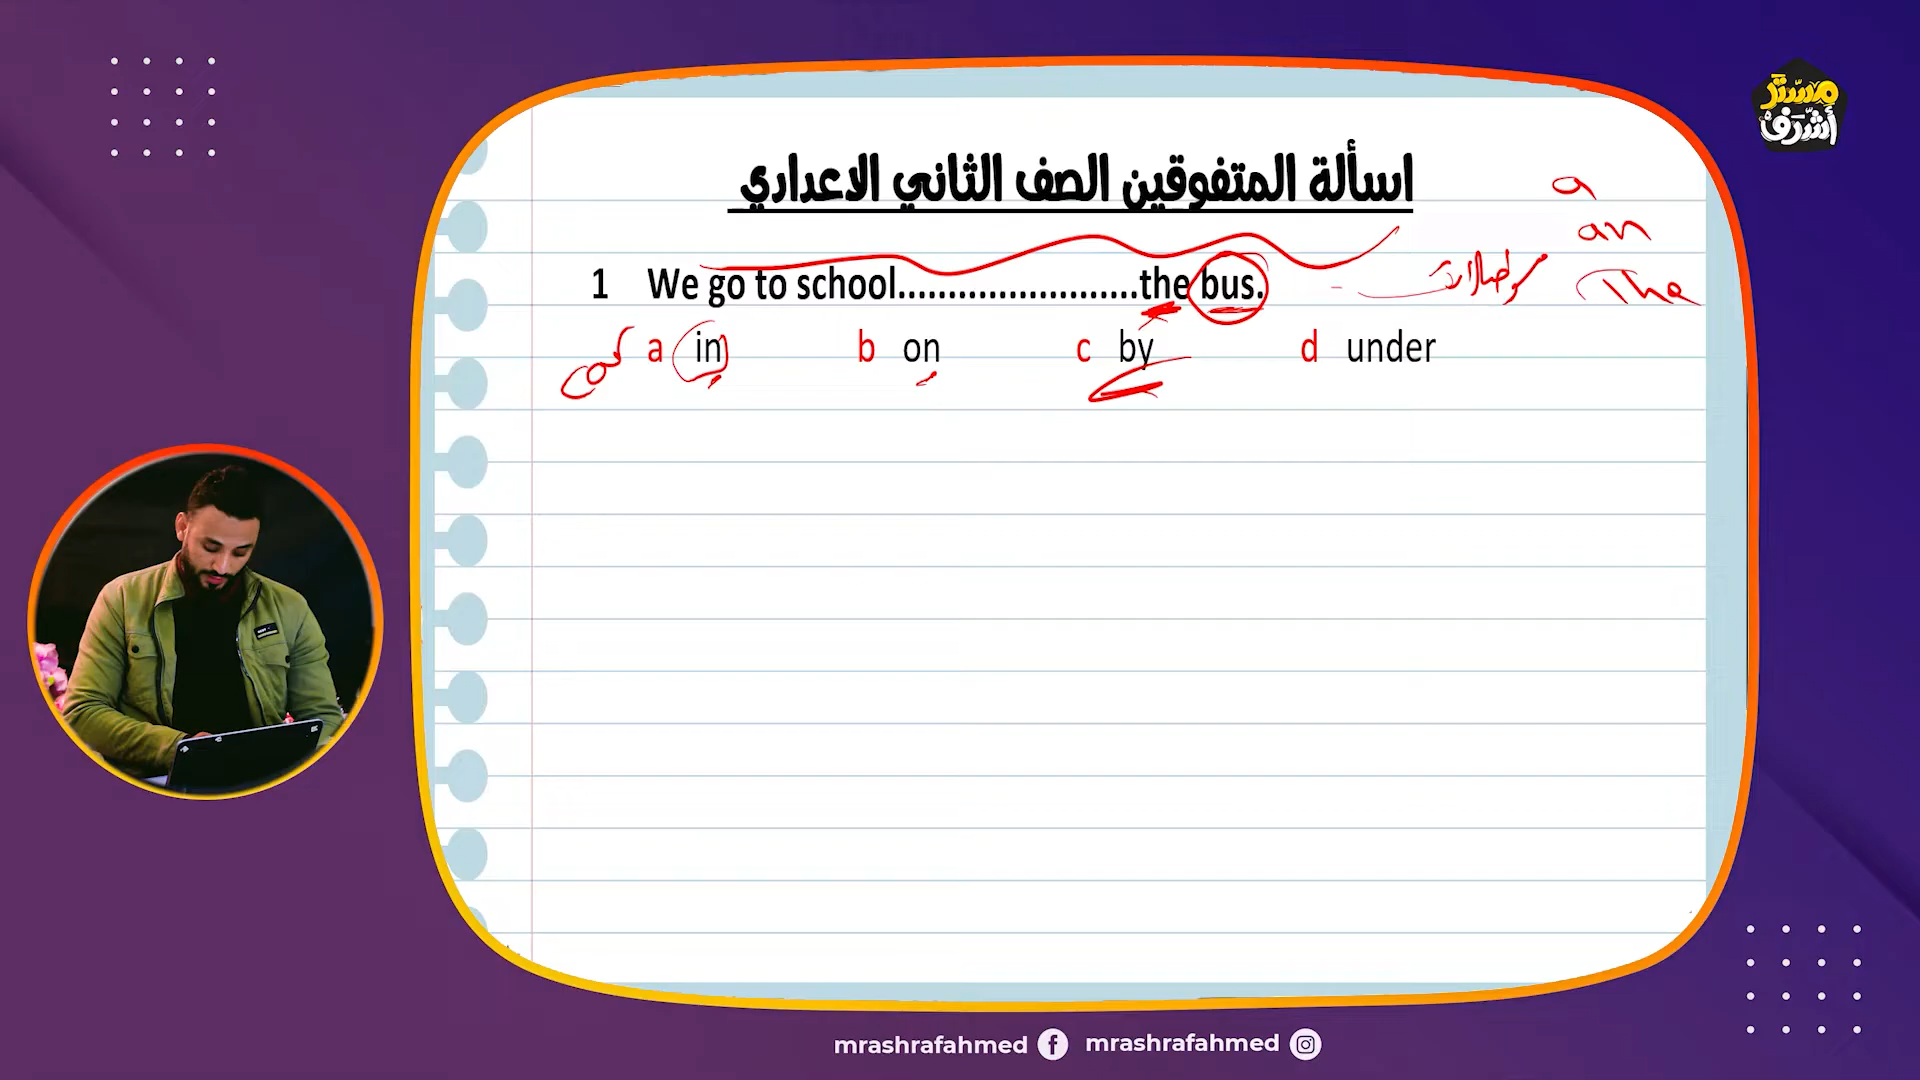 مستر
أشرف
اسألة المتفوقين الصف الثاني الاعدادي
a
an
The
1 We go to school........................the bus.
مواصلات
a in b on c by d under
car
mrashrafahmed mrashrafahmed